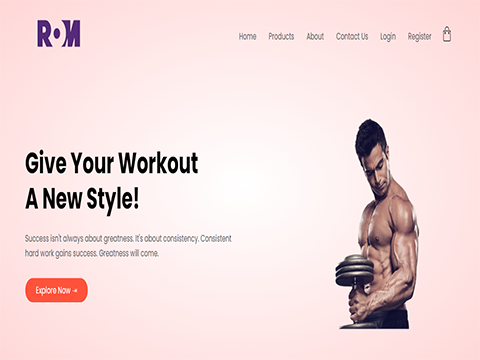 ROM
Home Products About Contact Us Login Register
Give Your Workout
A New Style!
Success isn't always about greatness. It's about consistency. Consistent
hard work gains success. Greatness will come.
Explore Now →